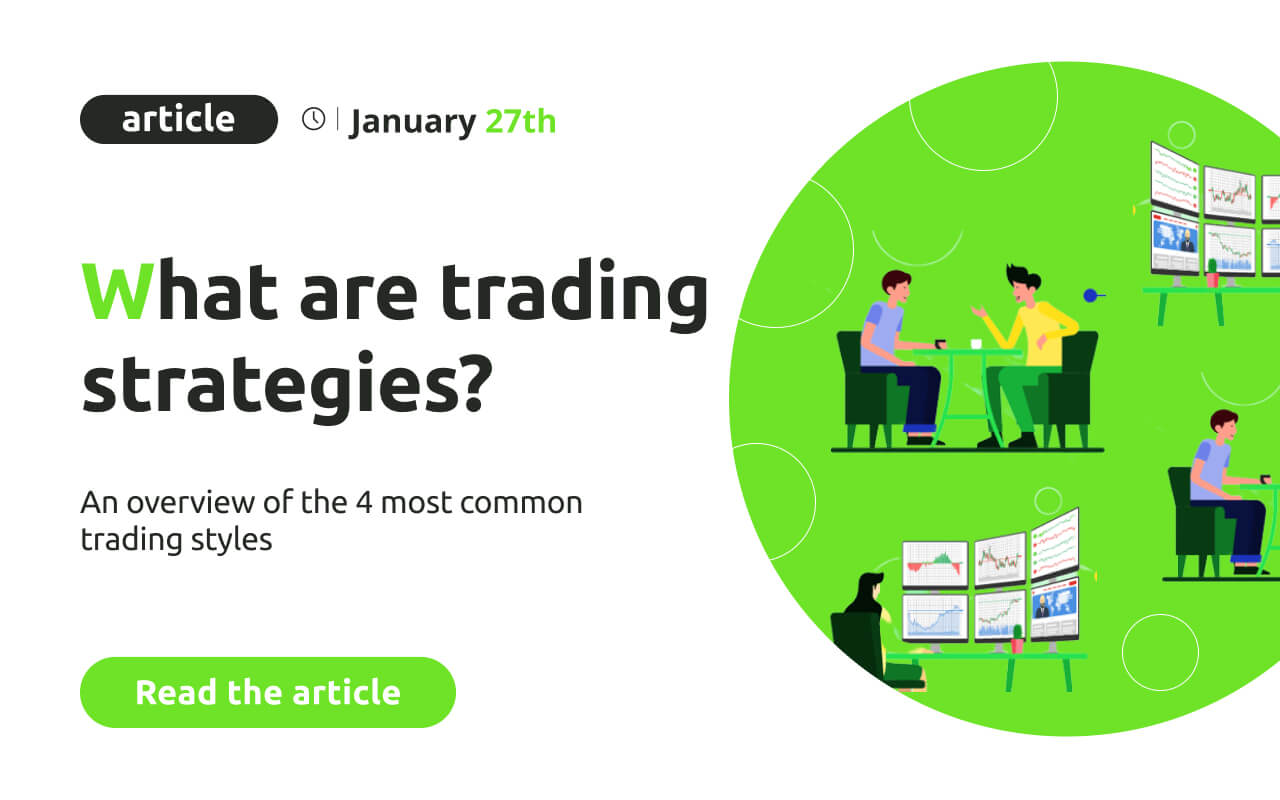 article
January 27th
What are trading
strategies?
An overview of the 4 most common
trading styles
Read the article